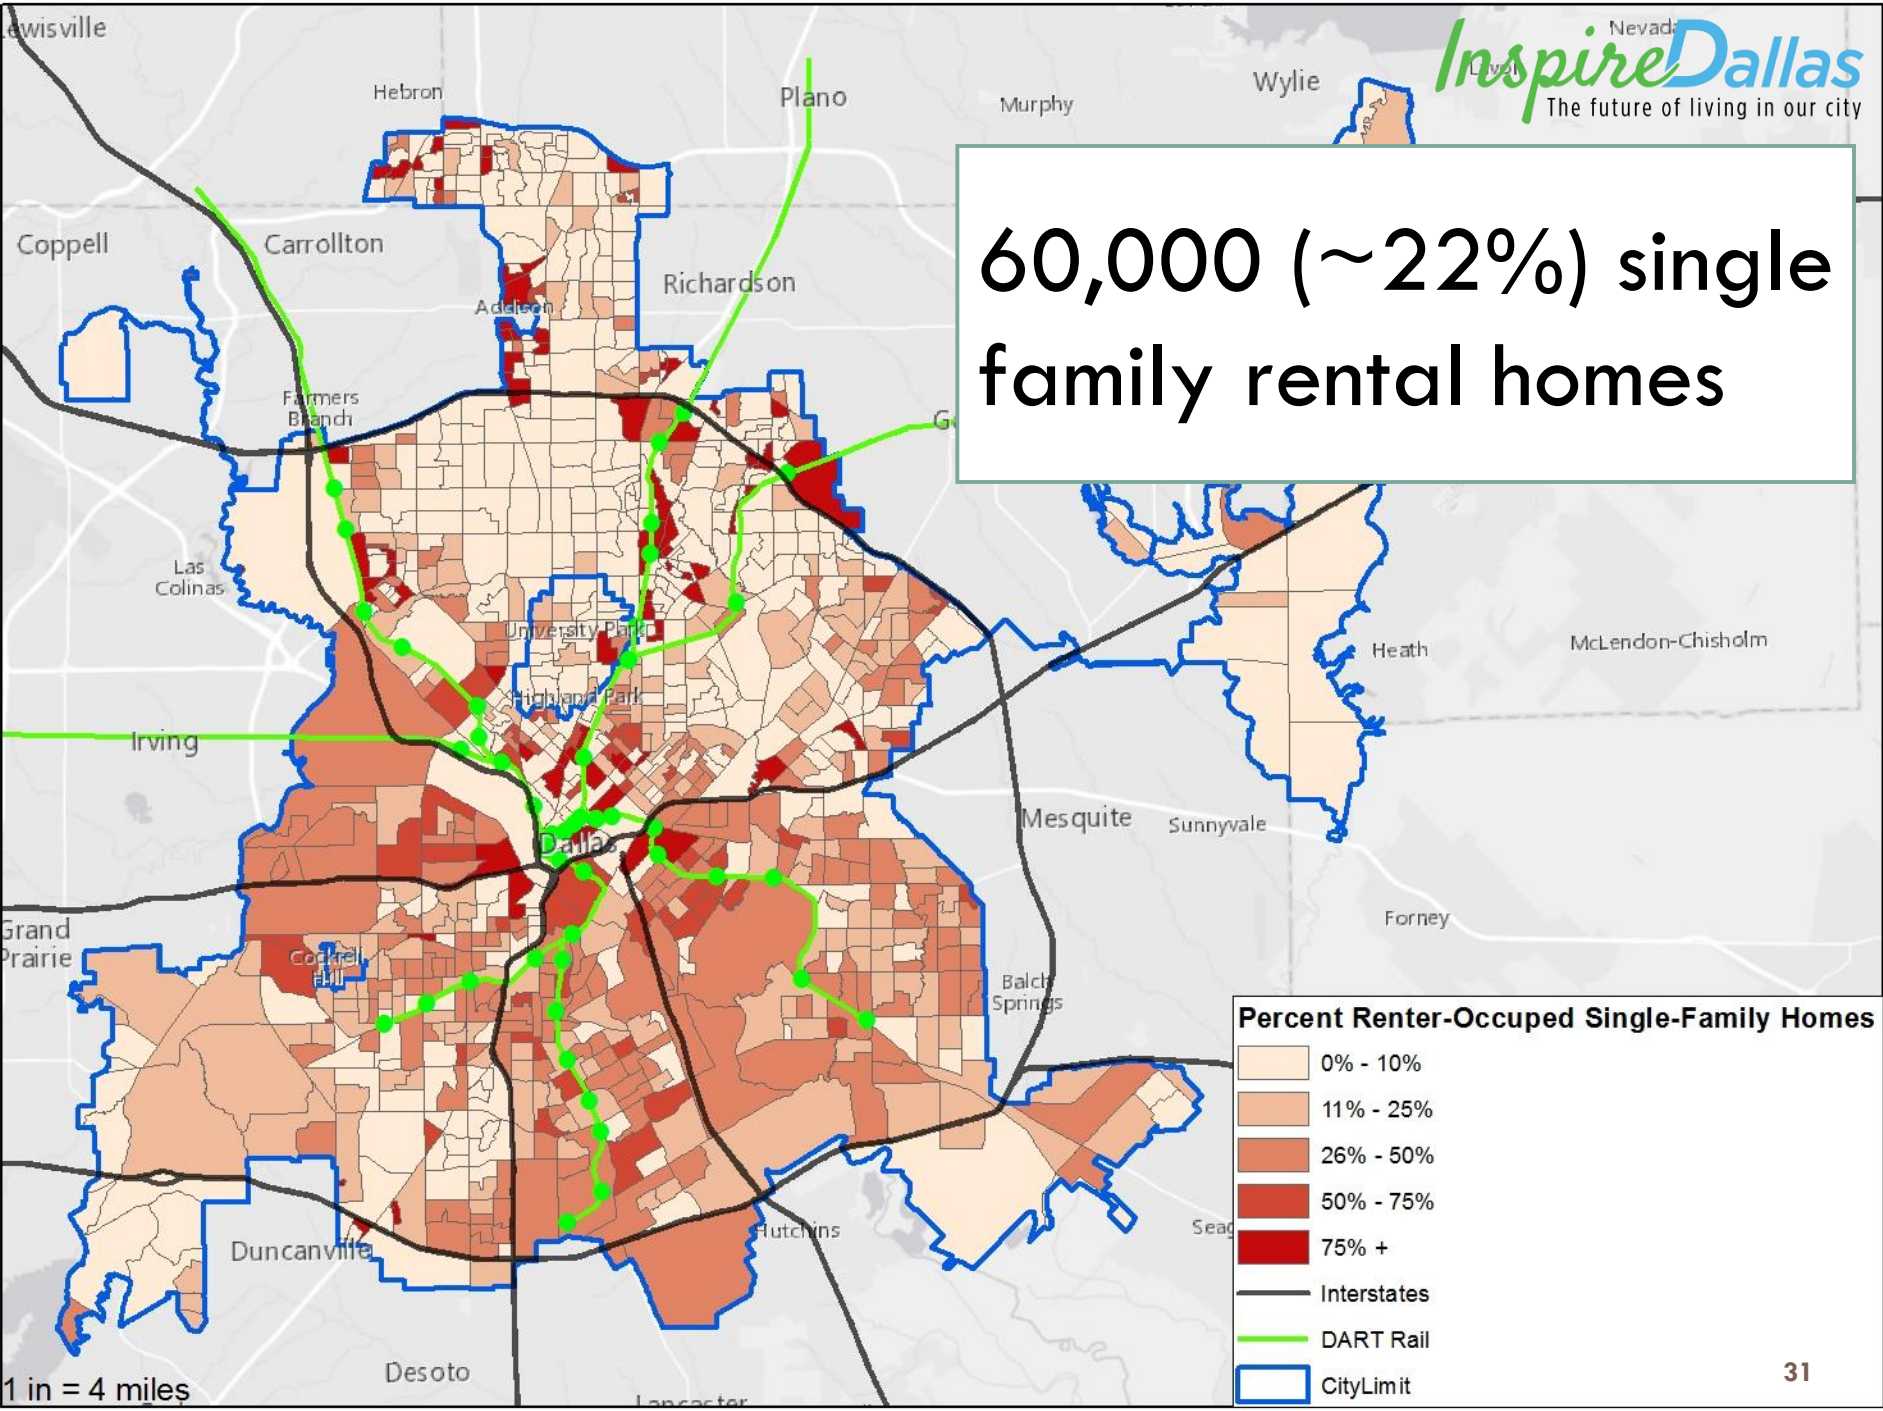 Lewisville
Nevada
InspireDallas
The future of living in our city
Wylie
Hebron
Plano
Murphy
60,000 (~22%) single
family rental homes
Coppell
Carrollton
Richardson
Addison
Farmers
Branch
Las
Colinas
University Park
Heath
McLendon-Chisholm
Highland Park
Irving
Mesquite
Sunnyvale
Dallas
Grand
Prairie
Forney
Cockrell
Hill
Balch
Springs
Percent Renter-Occuped Single-Family Homes
0% - 10%
11% - 25%
26% - 50%
50% - 75%
75% +
Interstates
DART Rail
CityLimit
Hutchins
Duncanville
Desoto
Lancaster
1 in = 4 miles
31